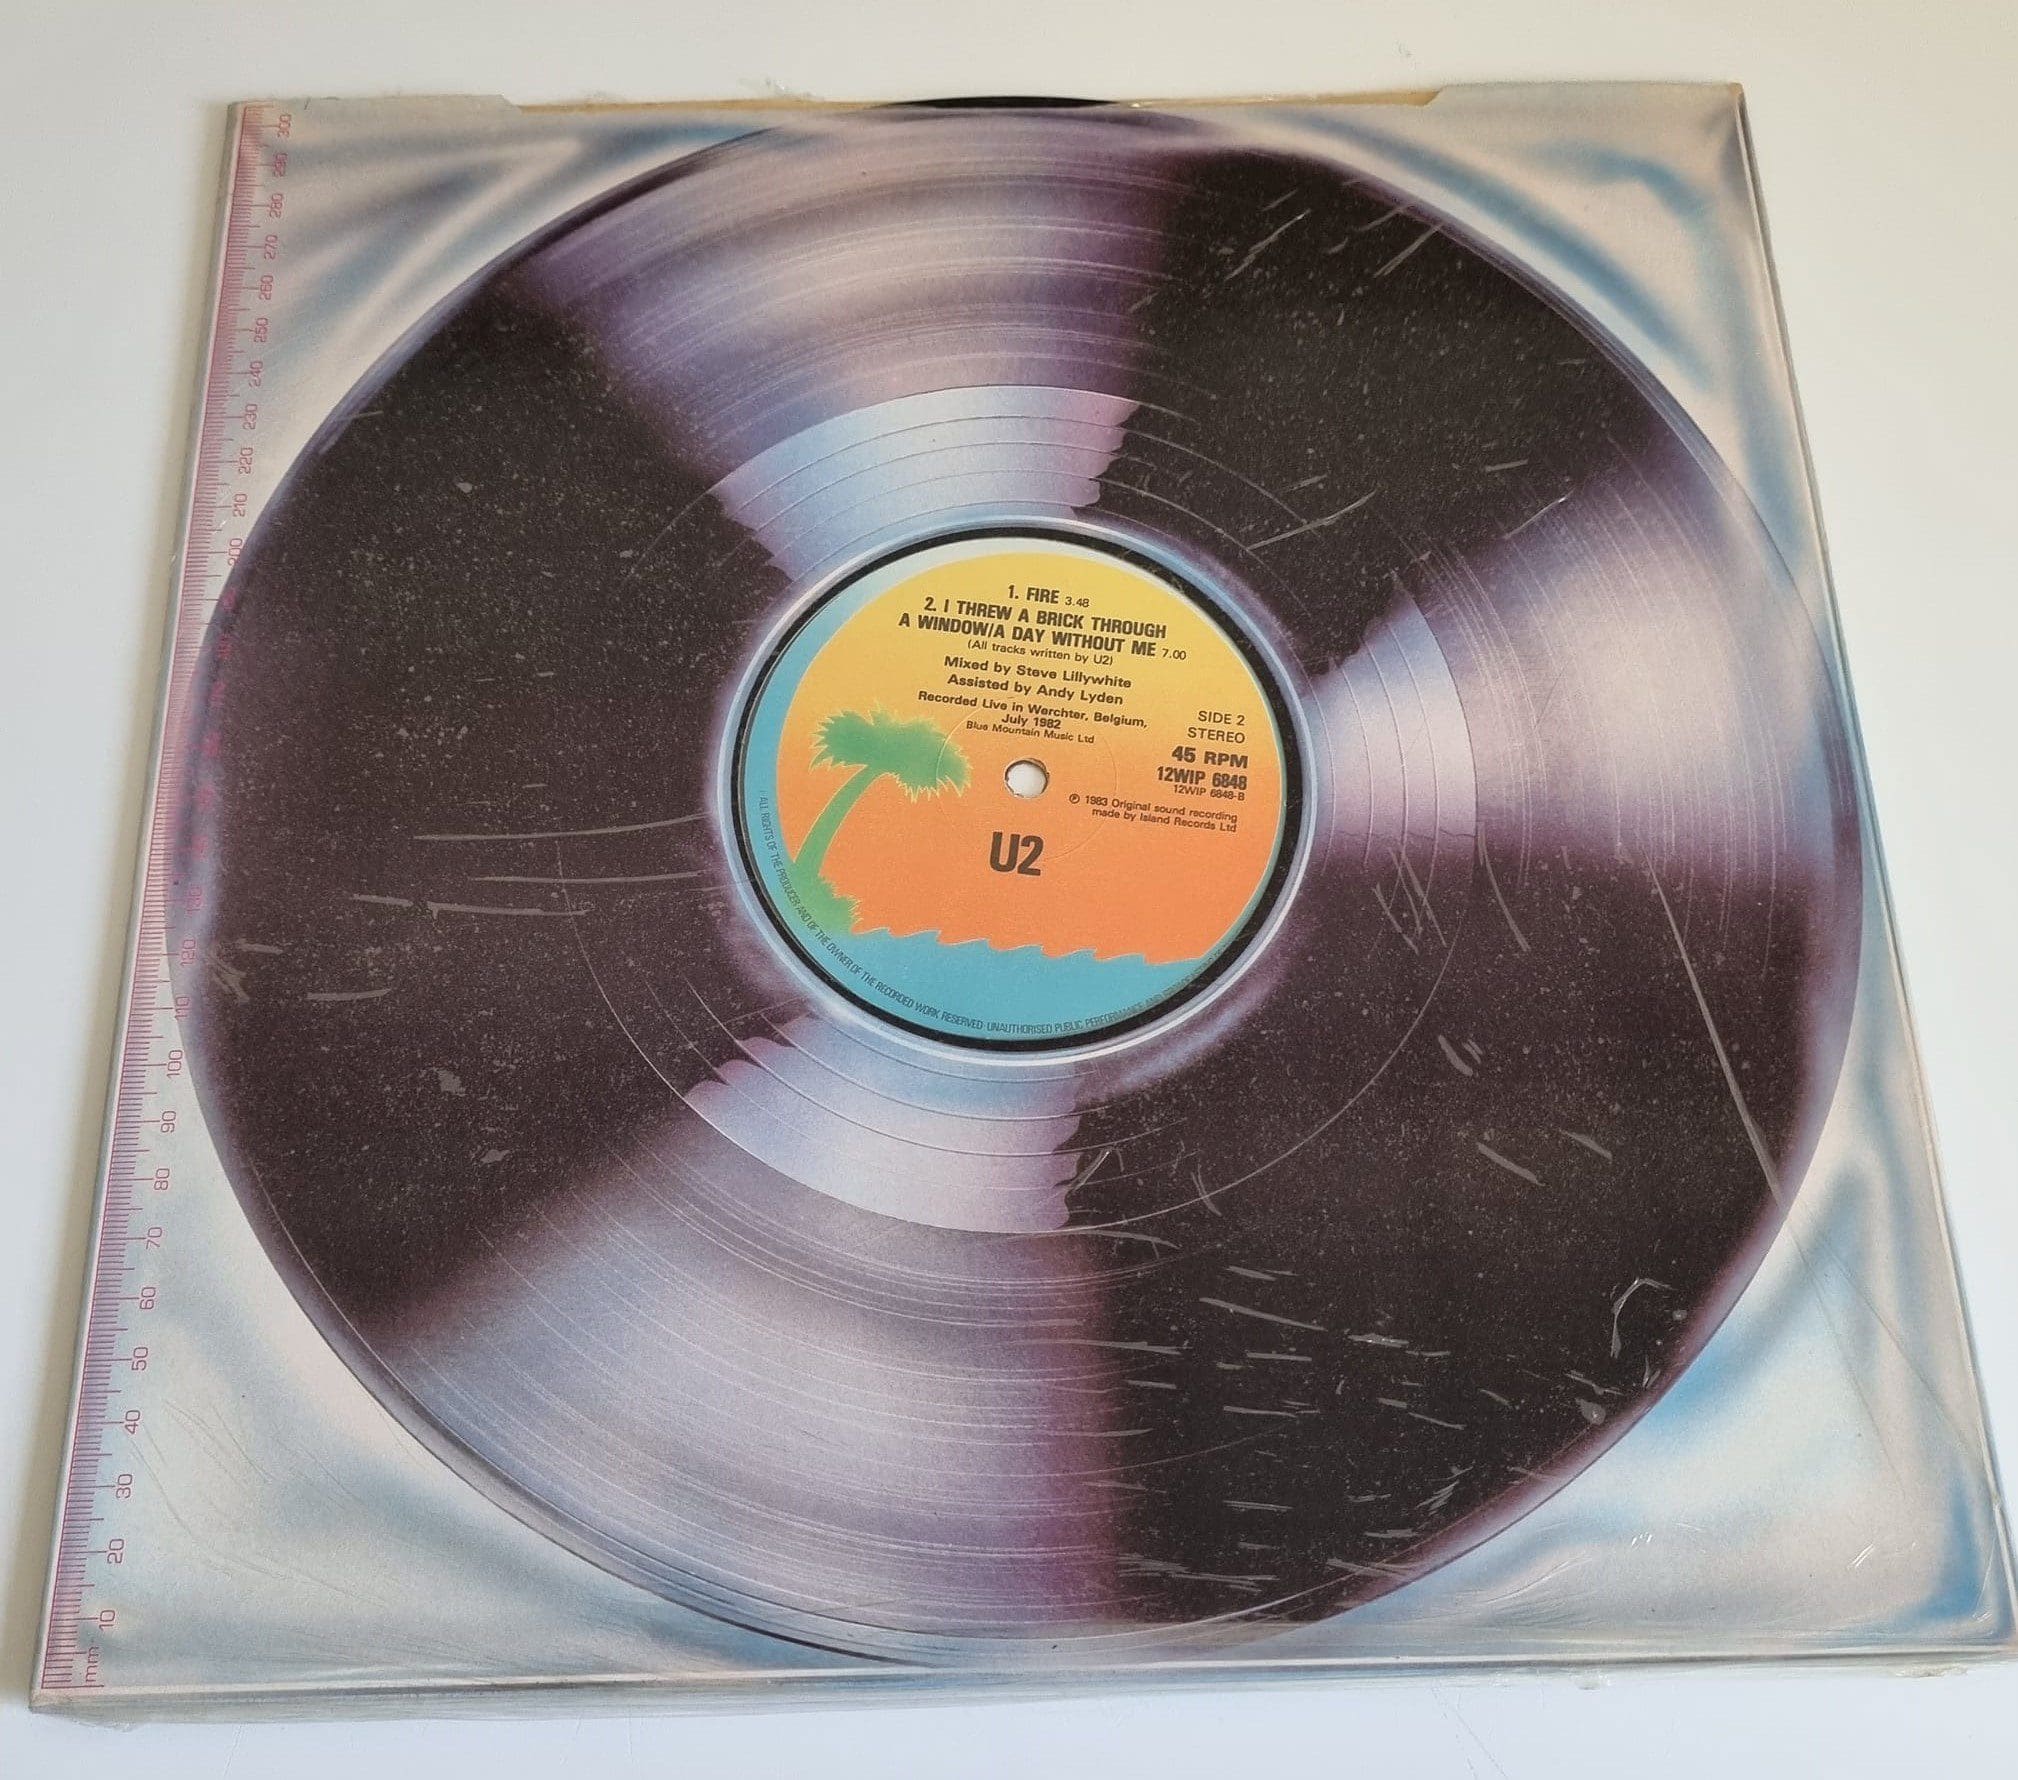 1. FIRE 3.48
2. I THREW A BRICK THROUGH
A WINDOW/A DAY WITHOUT ME 7.00
(All tracks written by U2)
Mixed by Steve Lillywhite
Assisted by Andy Lyden
Recorded Live in Werchter, Belgium,
July 1982
Blue Mountain Music Ltd
SIDE 2
STEREO
45 RPM
12WIP 6848
12WIP 6848-B
℗ 1983 Original sound recording
made by Island Records Ltd
U2
ALL RIGHTS OF THE PRODUCER AND OF THE OWNER OF THE RECORDED WORK RESERVED UNAUTHORISED PUBLIC PERFORMANCE AND
300
290
280
270
260
250
240
230
220
210
200
130
120
110
100
90
80
70
60
50
40
30
20
10
mm